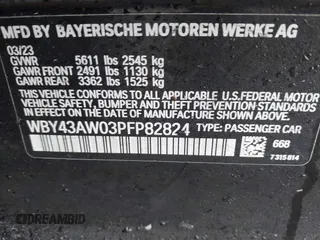 MFD BY BAYERISCHE MOTOREN WERKE AG
03/23
GVWR 5611 lbs 2545 kg
GAWR FRONT 2491 lbs 1130 kg
GAWR REAR 3362 lbs 1525 kg
THIS VEHICLE CONFORMS TO ALL APPLICABLE U.S.FEDERAL MOTOR
VEHICLE SAFETY, BUMPER, AND THEFT PREVENTION STANDARDS IN
EFFECT ON THE DATE OF MANUFACTURE SHOWN ABOVE.
WBY43AW03PFP82824 TYPE: PASSENGER CAR
668
7 315 814
© DREAMBID